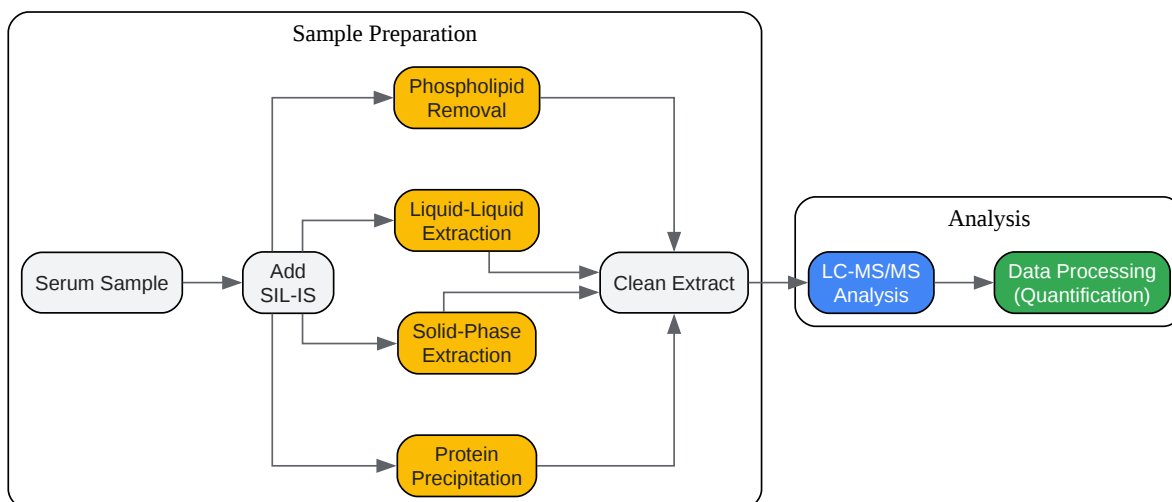 Sample Preparation
Phospholipid
Removal
Liquid-Liquid
Extraction
Serum Sample
Add
SIL-IS
Clean Extract
Solid-Phase
Extraction
Protein
Precipitation
Analysis
LC-MS/MS
Analysis
Data Processing
(Quantification)